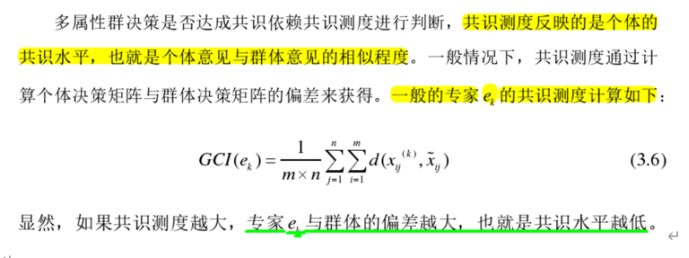 多属性群决策是否达成共识依赖共识测度进行判断，共识测度反映的是个体的
共识水平，也就是个体意见与群体意见的相似程度。一般情况下，共识测度通过计
算个体决策矩阵与群体决策矩阵的偏差来获得。一般的专家 eₖ 的共识测度计算如下：
GCI(eₖ) = \frac{1}{m×n} \sum_{j=1}^{n} \sum_{i=1}^{m} d(x_{ij}^{(k)}, \tilde{x}_{ij}) (3.6)
显然，如果共识测度越大，专家 eₖ 与群体的偏差越大，也就是共识水平越低。